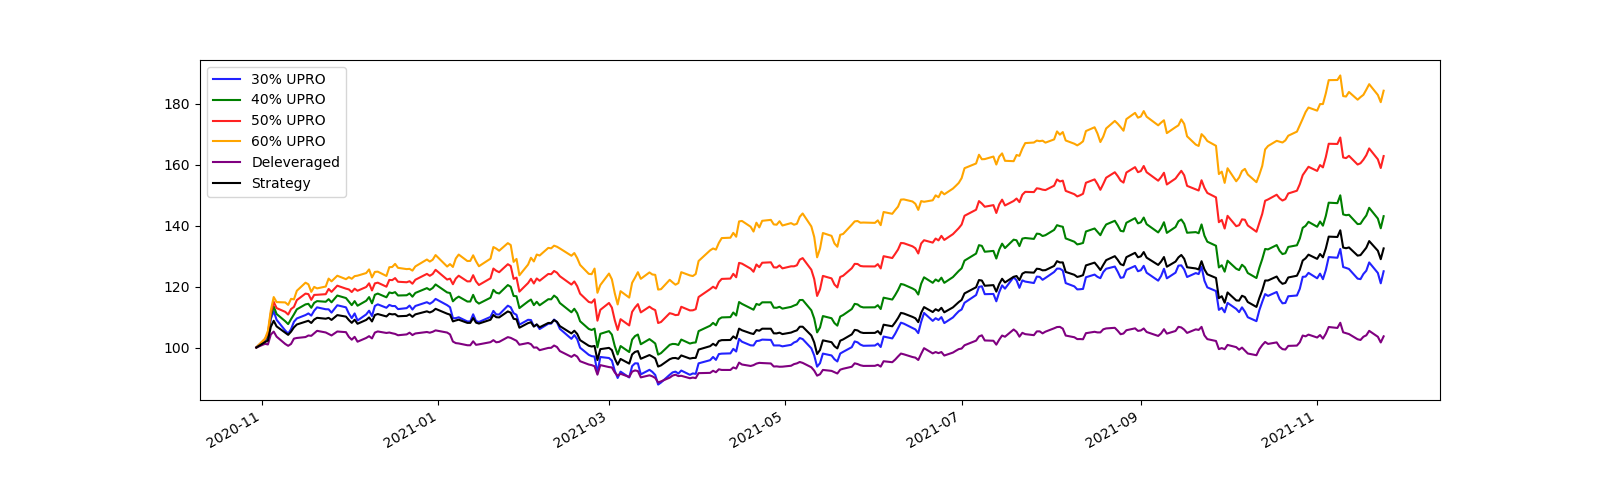 30% UPRO
40% UPRO
50% UPRO
60% UPRO
Deleveraged
Strategy
180
160
140
120
100
2020-11
2021-01
2021-03
2021-05
2021-07
2021-09
2021-11